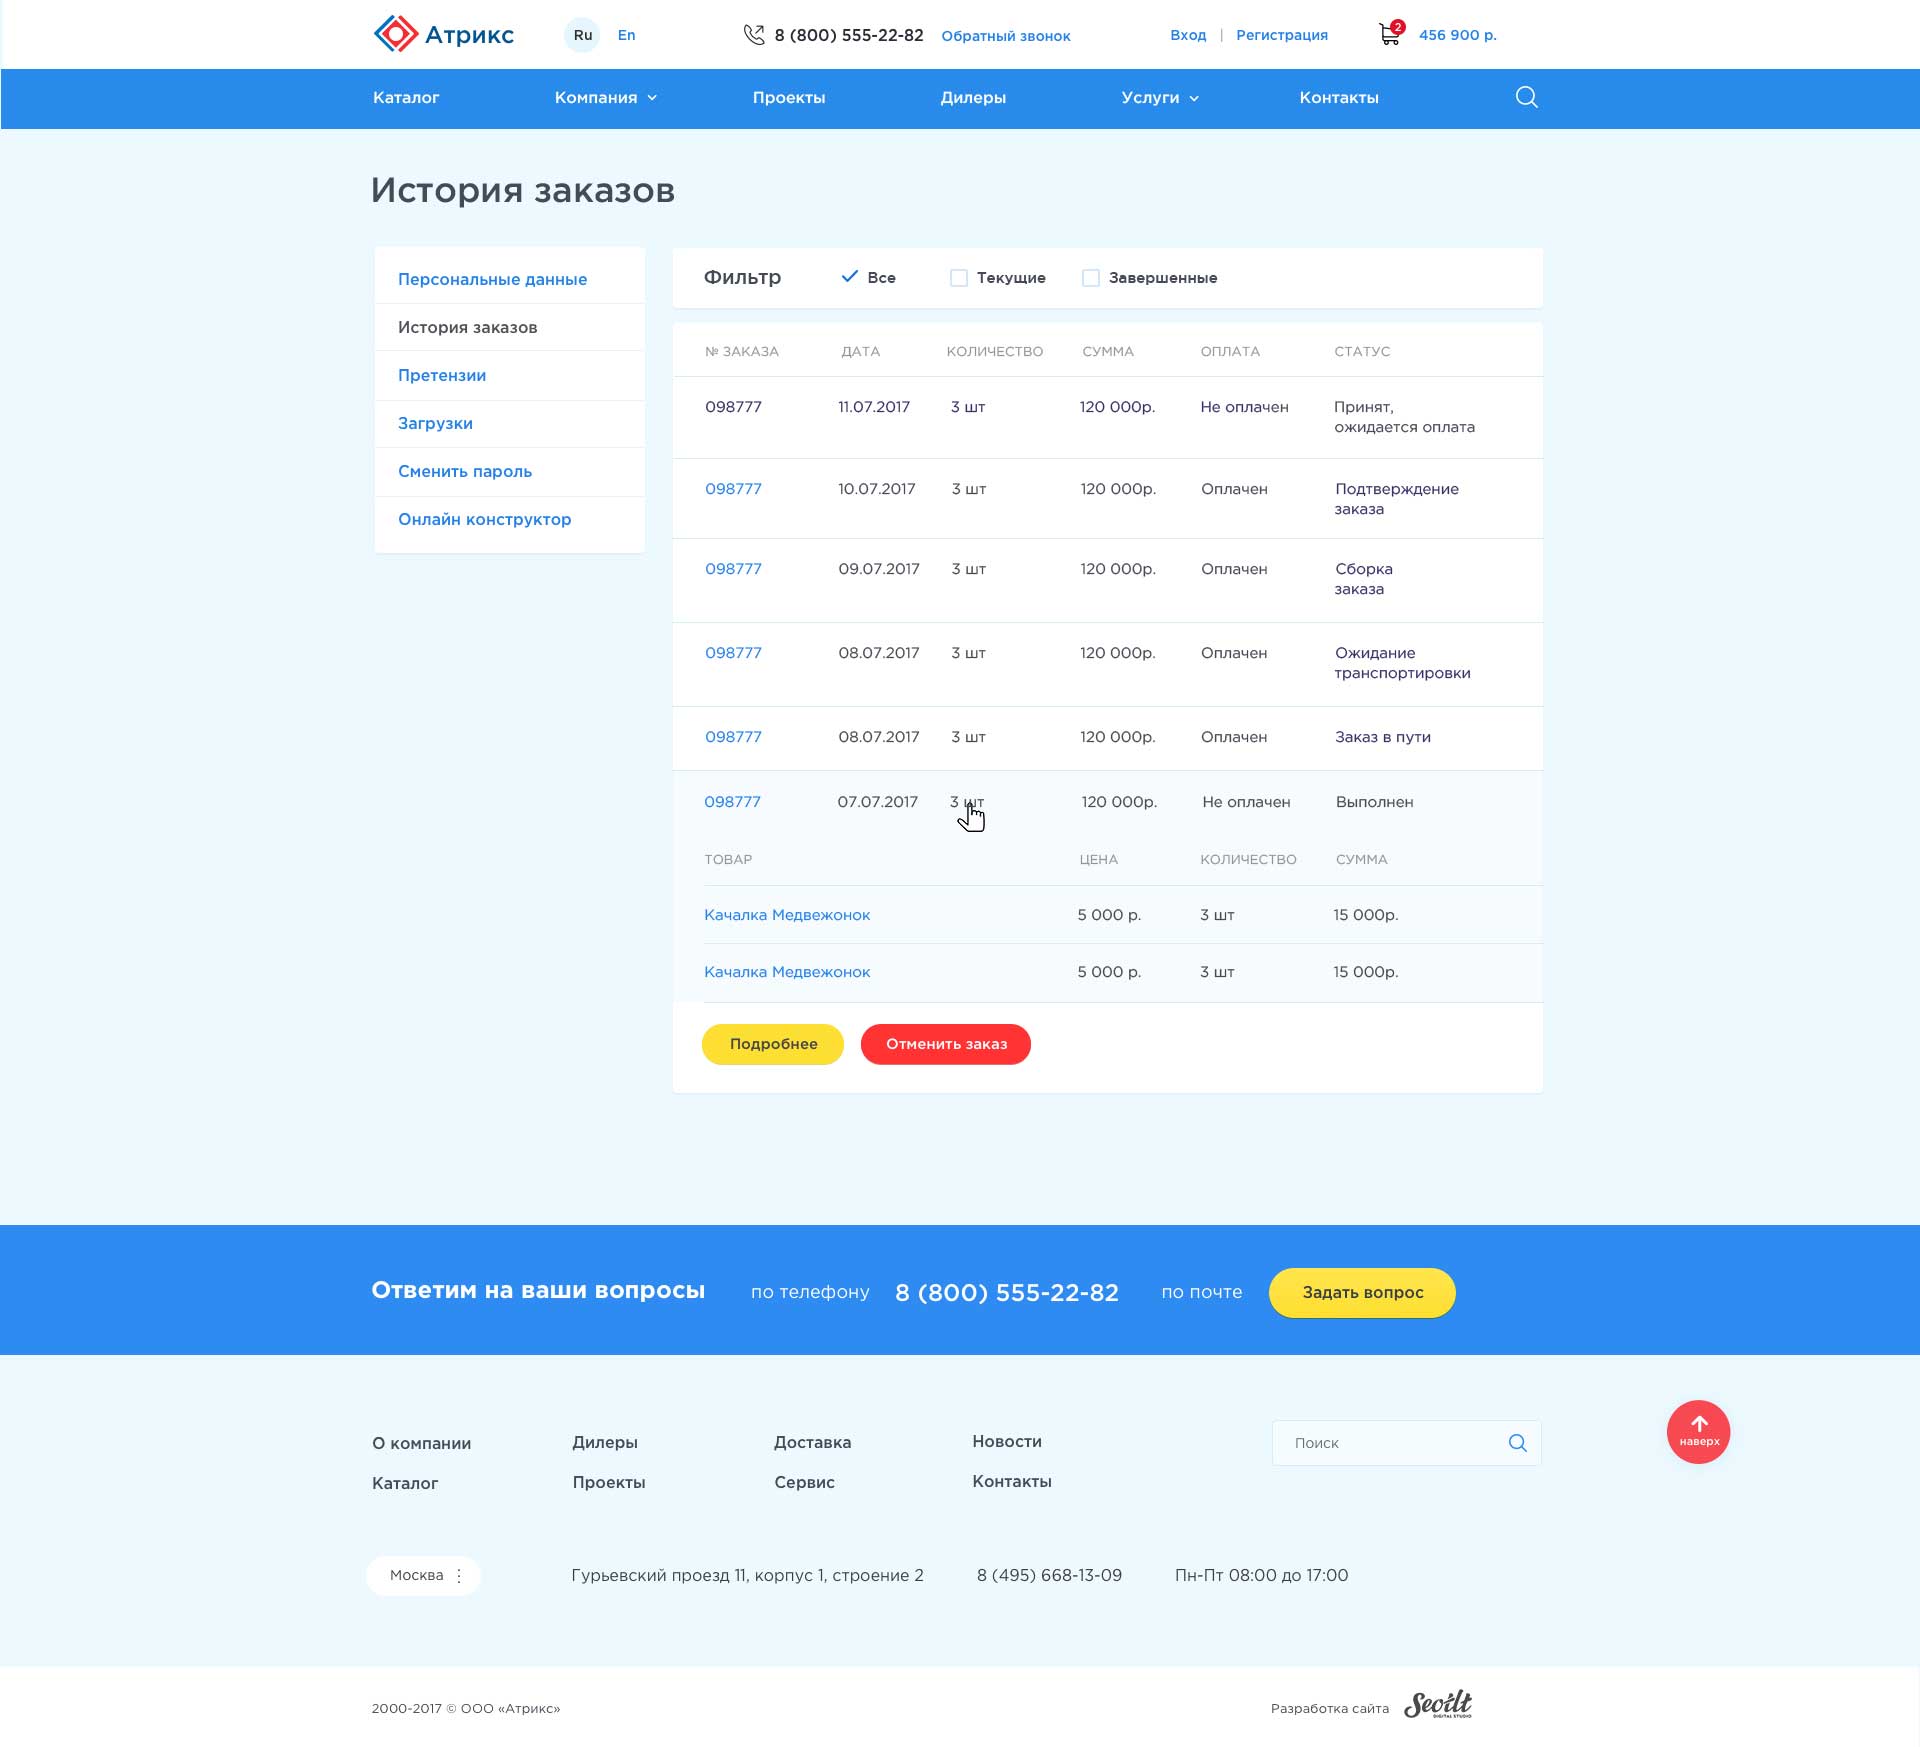 Атрикс
Ru En
8 (800) 555-22-82 Обратный звонок
Вход | Регистрация
2
456 900 р.
Каталог Компания Проекты Дилеры Услуги Контакты
История заказов
Персональные данные
История заказов
Претензии
Загрузки
Сменить пароль
Онлайн конструктор
Фильтр Все Текущие Завершенные
№ ЗАКАЗА ДАТА КОЛИЧЕСТВО СУММА ОПЛАТА СТАТУС
098777 11.07.2017 3 шт 120 000р. Не оплачен Принят,
ожидается оплата
098777 10.07.2017 3 шт 120 000р. Оплачен Подтверждение
заказа
098777 09.07.2017 3 шт 120 000р. Оплачен Сборка
заказа
098777 08.07.2017 3 шт 120 000р. Оплачен Ожидание
транспортировки
098777 08.07.2017 3 шт 120 000р. Оплачен Заказ в пути
098777 07.07.2017 3 шт 120 000р. Не оплачен Выполнен
ТОВАР ЦЕНА КОЛИЧЕСТВО СУММА
Качалка Медвежонок 5 000 р. 3 шт 15 000р.
Качалка Медвежонок 5 000 р. 3 шт 15 000р.
Подробнее Отменить заказ
Ответим на ваши вопросы по телефону 8 (800) 555-22-82 по почте Задать вопрос
О компании Дилеры Доставка Новости
Поиск
наверх
Каталог Проекты Сервис Контакты
Москва Гурьевский проезд 11, корпус 1, строение 2 8 (495) 668-13-09 Пн-Пт 08:00 до 17:00
2000-2017 © ООО «Атрикс»
Разработка сайта Seoilt
DIGITAL STUDIO